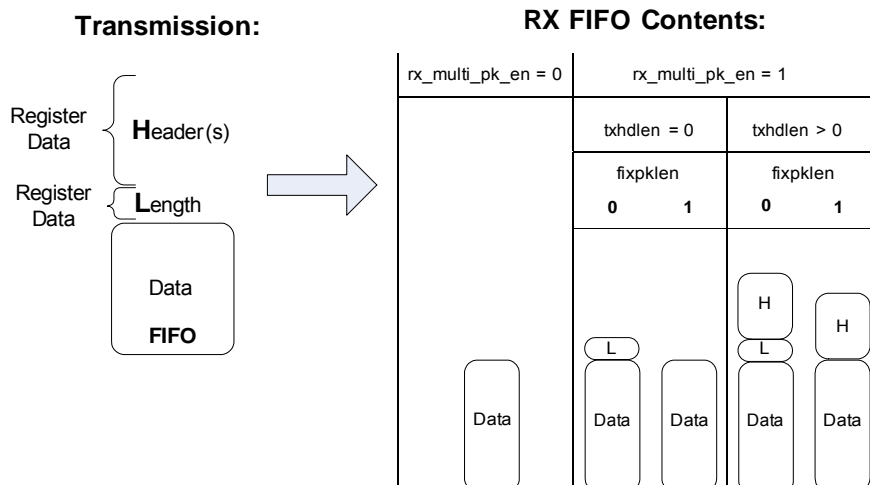 Transmission:
RX FIFO Contents:
Register
Data
Header(s)
Register
Data
Length
Data
FIFO
rx_multi_pk_en = 0
rx_multi_pk_en = 1
txhdlen = 0
txhdlen > 0
fixpklen
fixpklen
0 1
0 1
H
H
L
L
Data
Data
Data
Data
Data